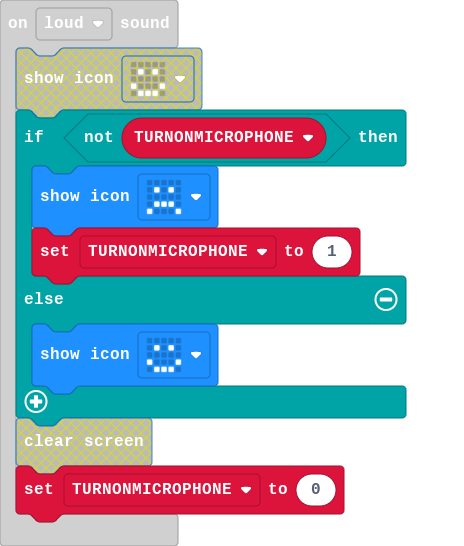 on loud sound
show icon
if not TURNONMICROPHONE then
show icon
set TURNONMICROPHONE to 1
else
show icon
clear screen
set TURNONMICROPHONE to 0